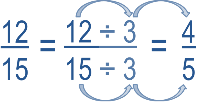 12/15 = 12 ÷ 3/15 ÷ 3 = 4/5